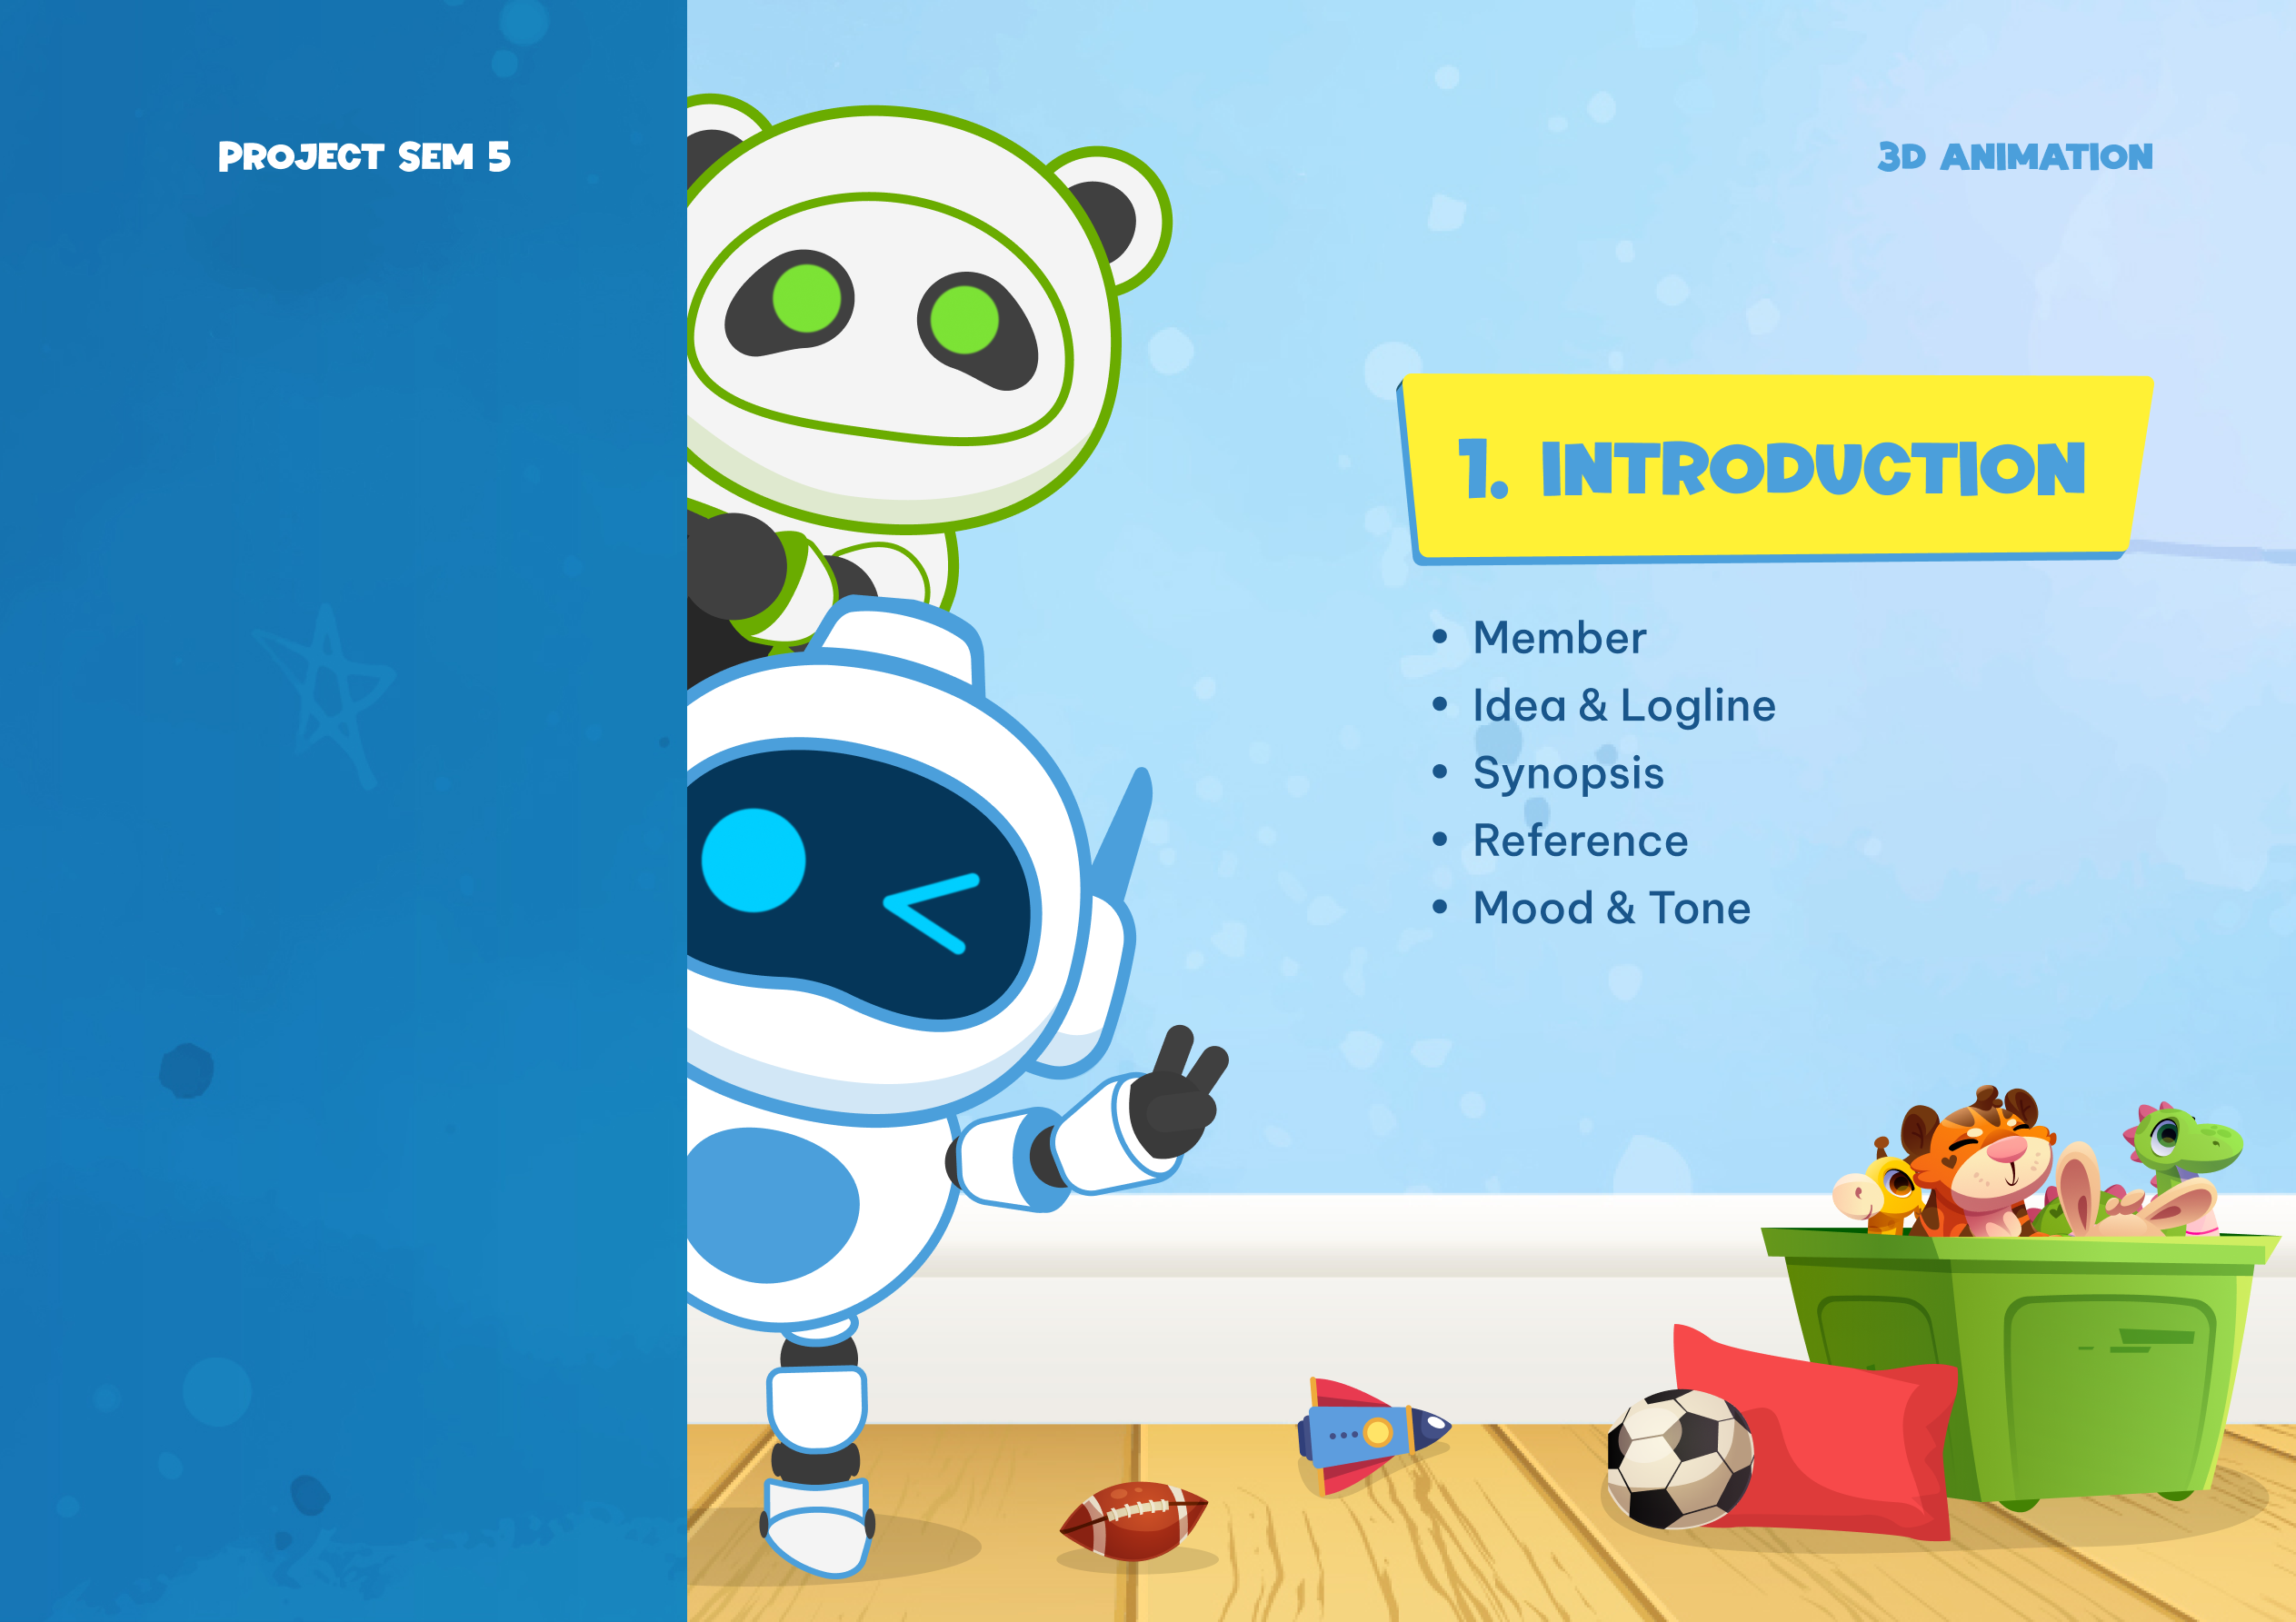 PROJECT SEM 5
3D ANIMATION
1. INTRODUCTION
• Member
• Idea & Logline
• Synopsis
• Reference
• Mood & Tone